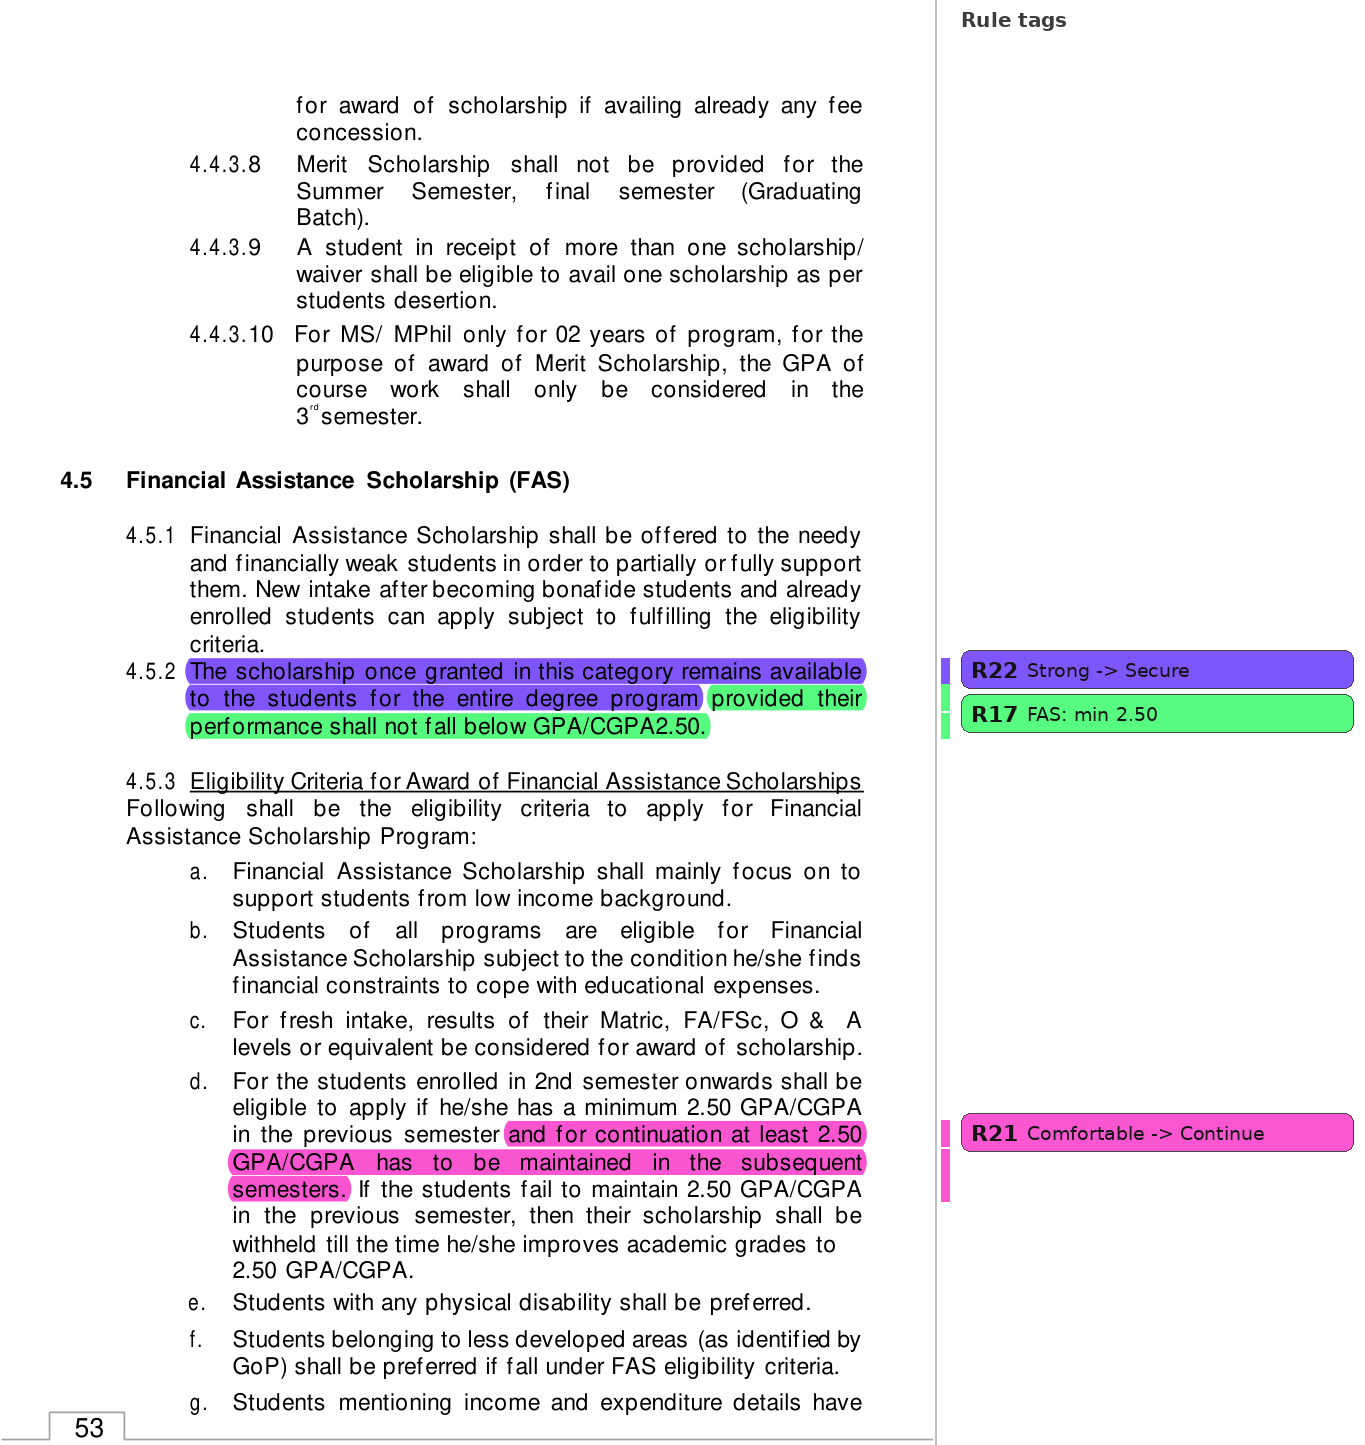 Rule tags
for award of scholarship if availing already any fee
concession.
4.4.3.8 Merit Scholarship shall not be provided for the
Summer Semester, final semester (Graduating
Batch).
4.4.3.9 A student in receipt of more than one scholarship/
waiver shall be eligible to avail one scholarship as per
students desertion.
4.4.3.10 For MS/ MPhil only for 02 years of program, for the
purpose of award of Merit Scholarship, the GPA of
course work shall only be considered in the
3rd semester.
4.5 Financial Assistance Scholarship (FAS)
4.5.1 Financial Assistance Scholarship shall be offered to the needy
and financially weak students in order to partially or fully support
them. New intake after becoming bonafide students and already
enrolled students can apply subject to fulfilling the eligibility
criteria.
4.5.2 The scholarship once granted in this category remains available
to the students for the entire degree program provided their
performance shall not fall below GPA/CGPA2.50.
R22 Strong -> Secure
R17 FAS: min 2.50
4.5.3 Eligibility Criteria for Award of Financial Assistance Scholarships
Following shall be the eligibility criteria to apply for Financial
Assistance Scholarship Program:
a. Financial Assistance Scholarship shall mainly focus on to
support students from low income background.
b. Students of all programs are eligible for Financial
Assistance Scholarship subject to the condition he/she finds
financial constraints to cope with educational expenses.
c. For fresh intake, results of their Matric, FA/FSc, O & A
levels or equivalent be considered for award of scholarship.
d. For the students enrolled in 2nd semester onwards shall be
eligible to apply if he/she has a minimum 2.50 GPA/CGPA
in the previous semester and for continuation at least 2.50
GPA/CGPA has to be maintained in the subsequent
semesters. If the students fail to maintain 2.50 GPA/CGPA
in the previous semester, then their scholarship shall be
withheld till the time he/she improves academic grades to
2.50 GPA/CGPA.
R21 Comfortable -> Continue
e. Students with any physical disability shall be preferred.
f. Students belonging to less developed areas (as identified by
GoP) shall be preferred if fall under FAS eligibility criteria.
g. Students mentioning income and expenditure details have
53